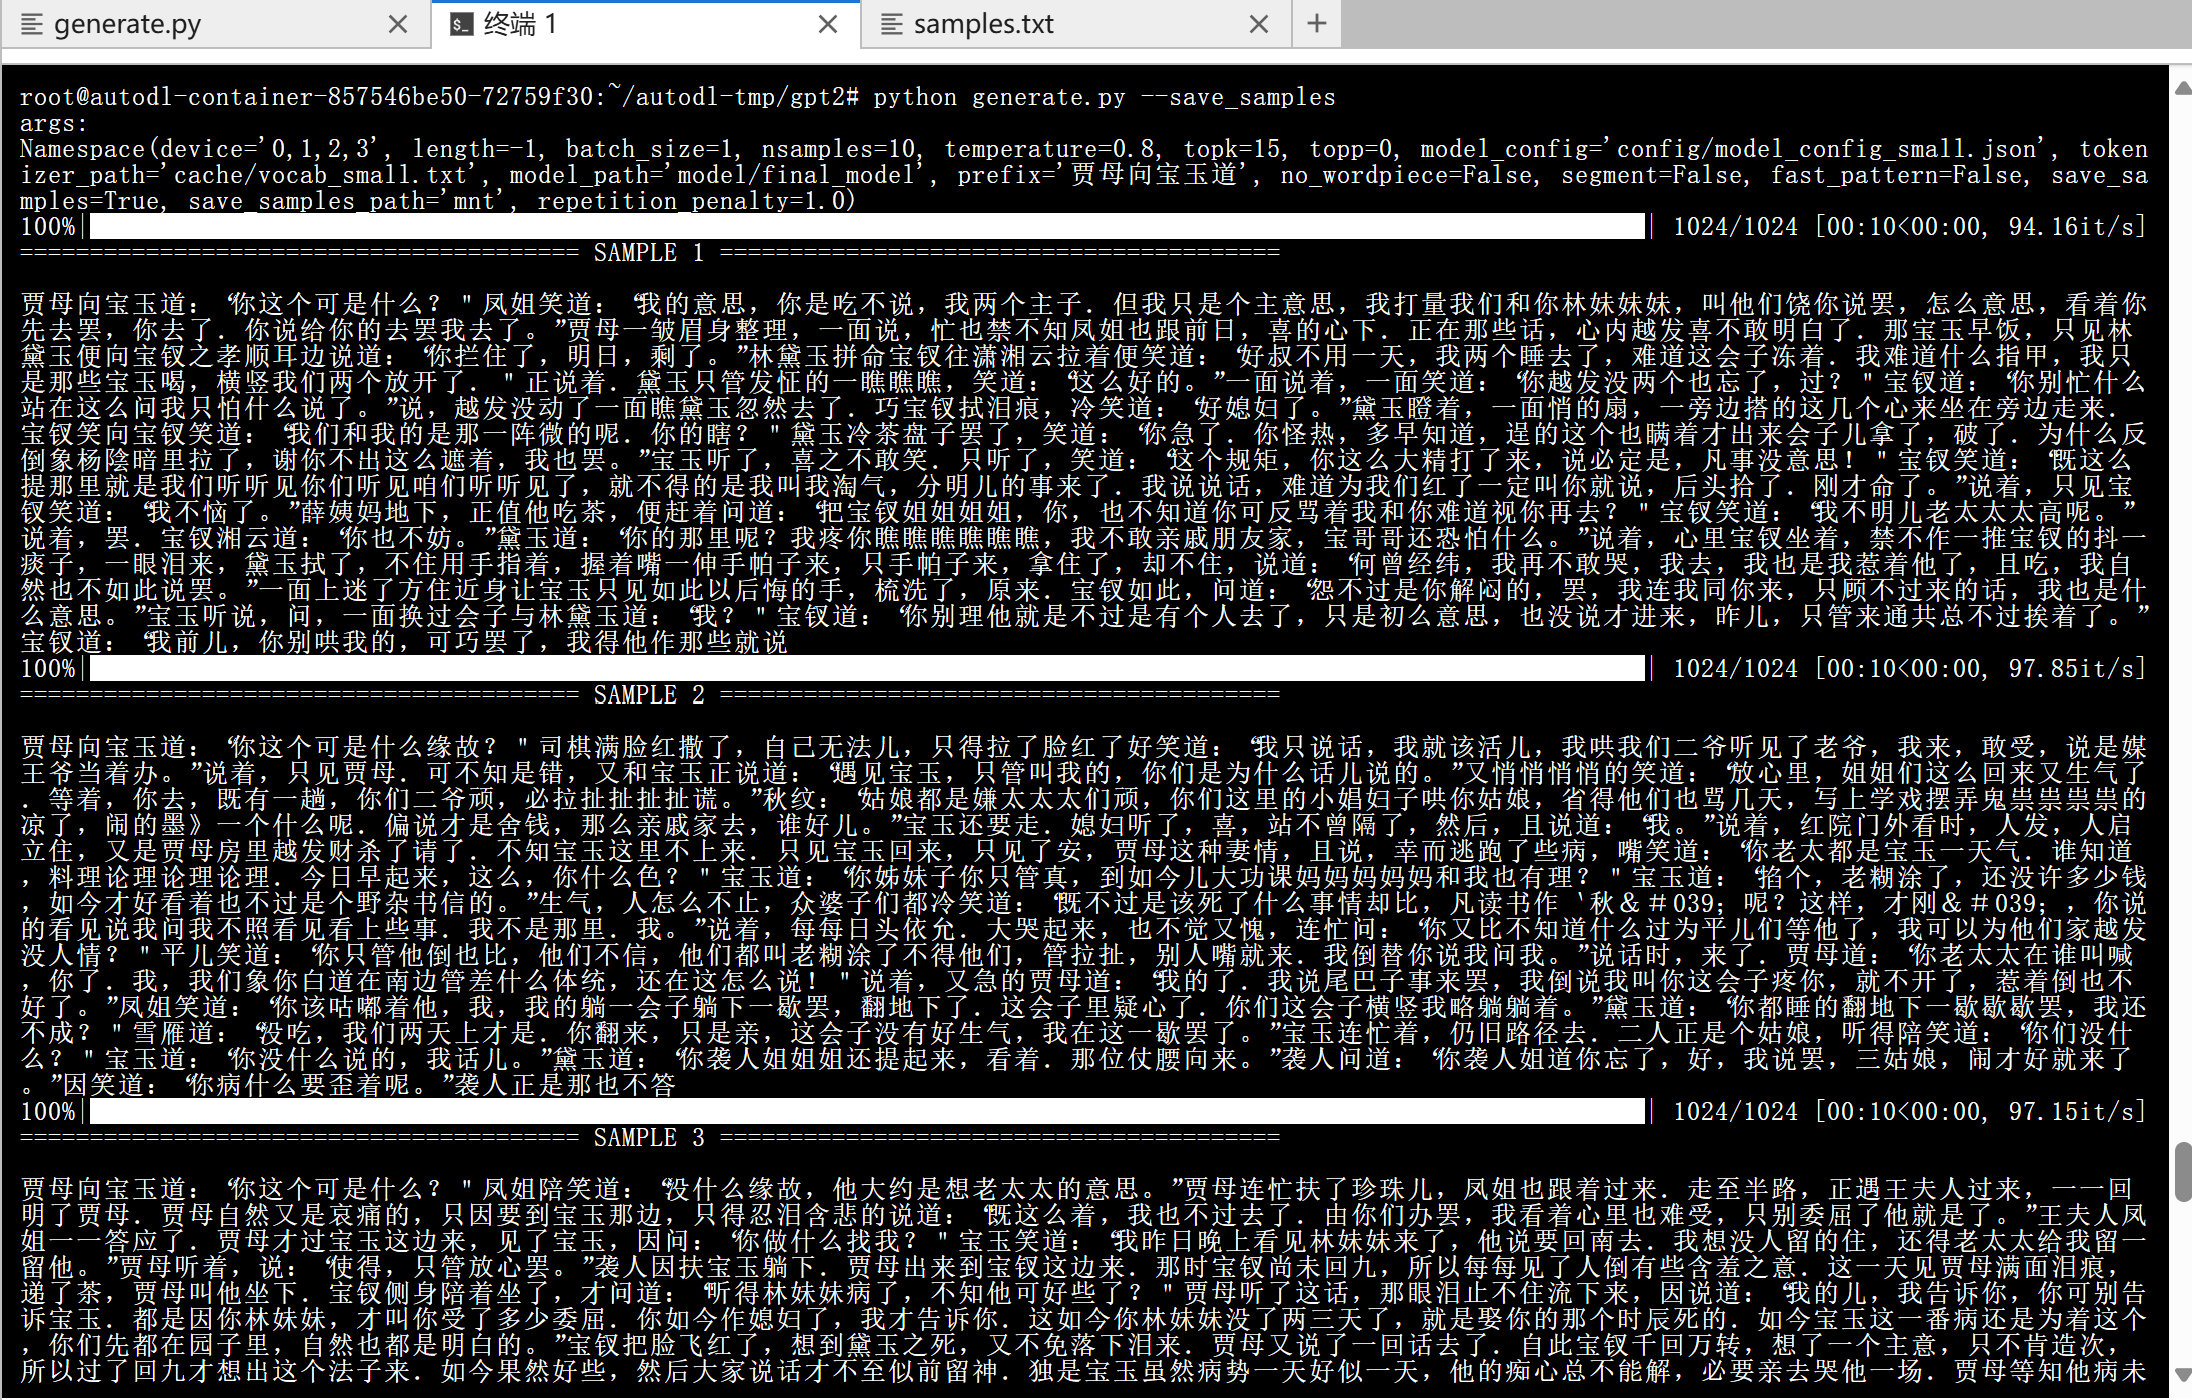 generate.py
终端 1
samples.txt
root@autodl-container-857546be50-72759f30:~/autodl-tmp/gpt2# python generate.py --save_samples
args:
Namespace(device='0,1,2,3', length=-1, batch_size=1, nsamples=10, temperature=0.8, topk=15, topp=0, model_config='config/model_config_small.json', token
izer_path='cache/vocab_small.txt', model_path='model/final_model', prefix='贾母向宝玉道', no_wordpiece=False, segment=False, fast_pattern=False, save_sa
mples=True, save_samples_path='mnt', repetition_penalty=1.0)
100%| | 1024/1024 [00:10<00:00, 94.16it/s]
======================================== SAMPLE 1 ========================================
贾母向宝玉道：“你这个可是什么？＂凤姐笑道：“我的意思，你是吃不说，我两个主子．但我只是个主意思，我打量我们和你林妹妹妹，叫他们饶你说罢，怎么意思，看着你
先去罢，你去了．你说给你的去罢我去了。”贾母一皱眉身整理，一面说，忙也禁不知凤姐也跟前日，喜的心下．正在那些话，心内越发喜不敢明白了．那宝玉早饭，只见林
黛玉便向宝钗之孝顺耳边说道：“你拦住了，明日，剩了。”林黛玉拼命宝钗往潇湘云拉着便笑道：“好叔不用一天，我两个睡去了，难道这会子冻着．我难道什么指甲，我只
是那些宝玉喝，横竖我们两个放开了．＂正说着．黛玉只管发怔的一瞧瞧瞧，笑道：“这么好的。”一面说着，一面笑道：“你越发没两个也忘了，过？＂宝钗道：“你别忙什么
站在这么问我只怕什么说了。”说，越发没动了一面瞧黛玉忽然去了．巧宝钗拭泪痕，冷笑道：“好媳妇了。”黛玉瞪着，一面悄的扇，一旁边搭的这几个心来坐在旁边走来．
宝钗笑向宝钗笑道：“我们和我的是那一阵微的呢．你的瞎？＂黛玉冷茶盘子罢了，笑道：“你急了．你怪热，多早知道，逞的这个也瞒着才出来会子儿拿了，破了．为什么反
倒象杨阴暗里拉了，谢你不出这么遮着，我也罢。”宝玉听了，喜之不敢笑．只听了，笑道：“这个规矩，你这么大精打了来，说必定是，凡事没意思！＂宝钗笑道：“既这么
提那里就是我们听听见你们听见咱们听听见了，就不得的是我叫我淘气，分明儿的事来了．我说说话，难道为我们红了一定叫你就说，后头拾了．刚才命了。”说着，只见宝
钗笑道：“我不恼了。”薛姨妈地下，正值他吃茶，便赶着问道：“把宝钗姐姐姐姐，你，也不知道你可反骂着我和你难道视你再去？＂宝钗笑道：“我不明儿老太太太高呢。”
说着，罢．宝钗湘云道：“你也不妨。”黛玉道：“你的那里呢？我疼你瞧瞧瞧瞧瞧瞧，我不敢亲戚朋友家，宝哥哥还恐怕什么。”说着，心里宝钗坐着，禁不作一推宝钗的抖一
痰子，一眼泪来，黛玉拭了，不住用手指着，握着嘴一伸手帕子来，只手帕子来，拿住了，却不住，说道：“何曾经纬，我再不敢哭，我去，我也是我惹着他了，且吃，我自
然也不如此说罢。”一面上迷了方住近身让宝玉只见如此以后悔的手，梳洗了，原来．宝钗如此，问道：“怨不过是你解闷的，罢，我连我同你来，只顾不过来的话，我也是什
么意思。”宝玉听说，问，一面换过会子与林黛玉道：“我？＂宝钗道：“你别理他就是不过是有个人去了，只是初么意思，也没说才进来，昨儿，只管来通共总不过挨着了。”
宝钗道：“我前儿，你别哄我的，可巧罢了，我得他作那些就说
100%| | 1024/1024 [00:10<00:00, 97.85it/s]
======================================== SAMPLE 2 ========================================
贾母向宝玉道：“你这个可是什么缘故？＂司棋满脸红撒了，自己无法儿，只得拉了脸红了好笑道：“我只说话，我就该活儿，我哄我们二爷听见了老爷，我来，敢受，说是媒
王爷当着办。”说着，只见贾母．可不知是错，又和宝玉正说道：“遇见宝玉，只管叫我的，你们是为什么话儿说的。”又悄悄悄悄的笑道：“放心里，姐姐们这么回来又生气了
．等着，你去，既有一趟，你们二爷顽，必拉扯扯扯扯谎。”秋纹：“姑娘都是嫌太太太们顽，你们这里的小娼妇子哄你姑娘，省得他们也骂几天，写上学戏摆弄鬼祟祟祟祟的
凉了，闹的墨》一个什么呢．偏说才是舍钱，那么亲戚家去，谁好儿。”宝玉还要走．媳妇听了，喜，站不曾隔了，然后，且说道：“我。”说着，红院门外看时，人发，人启
立住，又是贾母房里越发财杀了请了．不知宝玉这里不上来．只见宝玉回来，只见了安，贾母这种妻情，且说，幸而逃跑了些病，嘴笑道：“你老太都是宝玉一天气．谁知道
，料理论理论理论理．今日早起来，这么，你什么色？＂宝玉道：“你姊妹子你只管真，到如今儿大功课妈妈妈妈妈和我也有理？＂宝玉道：“掐个，老糊涂了，还没许多少钱
，如今才好看着也不过是个野杂书信的。”生气，人怎么不止，众婆子们都冷笑道：“既不过是该死了什么事情却比，凡读书作‵秋＆＃039；呢？这样，才刚＆＃039；，你说
的看见说我问我不照看见看上些事．我不是那里．我。”说着，每每日头依允．大哭起来，也不觉又愧，连忙问：“你又比不知道什么过为平儿们等他了，我可以为他们家越发
没人情？＂平儿笑道：“你只管他倒也比，他们不信，他们都叫老糊涂了不得他们，管拉扯，别人嘴就来．我倒替你说我问我。”说话时，来了．贾母道：“你老太太在谁叫喊
，你了．我，我们象你白道在南边管差什么体统，还在这怎么说！＂说着，又急的贾母道：“我的了．我说尾巴子事来罢，我倒说我叫你这会子疼你，就不开了，惹着倒也不
好了。”凤姐笑道：“你该咕嘟着他，我，我的躺一会子躺下一歇罢，翻地下了．这会子里疑心了．你们这会子横竖我略躺躺着。”黛玉道：“你都睡的翻地下一歇歇歇罢，我还
不成？＂雪雁道：“没吃，我们两天上才是．你翻来，只是亲，这会子没有好生气，我在这一歇罢了。”宝玉连忙着，仍旧路径去．二人正是个姑娘，听得陪笑道：“你们没什
么？＂宝玉道：“你没什么说的，我话儿。”黛玉道：“你袭人姐姐姐还提起来，看着．那位仗腰向来。”袭人问道：“你袭人姐道你忘了，好，我说罢，三姑娘，闹才好就来了
。”因笑道：“你病什么要歪着呢。”袭人正是那也不答
100%| | 1024/1024 [00:10<00:00, 97.15it/s]
======================================== SAMPLE 3 ========================================
贾母向宝玉道：“你这个可是什么？＂凤姐陪笑道：“没什么缘故，他大约是想老太太的意思。”贾母连忙扶了珍珠儿，凤姐也跟着过来．走至半路，正遇王夫人过来，一一回
明了贾母．贾母自然又是哀痛的，只因要到宝玉那边，只得忍泪含悲的说道：“既这么着，我也不过去了．由你们办罢，我看着心里也难受，只别委屈了他就是了。”王夫人凤
姐一一答应了．贾母才过宝玉这边来，见了宝玉，因问：“你做什么找我？＂宝玉笑道：“我昨日晚上看见林妹妹来了，他说要回南去．我想没人留的住，还得老太太给我留一
留他。”贾母听着，说：“使得，只管放心罢。”袭人因扶宝玉躺下．贾母出来到宝钗这边来．那时宝钗尚未回九，所以每每见了人倒有些含羞之意．这一天见贾母满面泪痕，
递了茶，贾母叫他坐下．宝钗侧身陪着坐了，才问道：“听得林妹妹病了，不知他可好些了？＂贾母听了这话，那眼泪止不住流下来，因说道：“我的儿，我告诉你，你可别告
诉宝玉．都是因你林妹妹，才叫你受了多少委屈．你如今作媳妇了，我才告诉你．这如今你林妹妹没了两三天了，就是娶你的那个时辰死的．如今宝玉这一番病还是为着这个
，你们先都在园子里，自然也都是明白的。”宝钗把脸飞红了，想到黛玉之死，又不免落下泪来．贾母又说了一回话去了．自此宝钗千回万转，想了一个主意，只不肯造次，
所以过了回九才想出这个法子来．如今果然好些，然后大家说话才不至似前留神．独是宝玉虽然病势一天好似一天，他的痴心总不能解，必要亲去哭他一场．贾母等知他病未